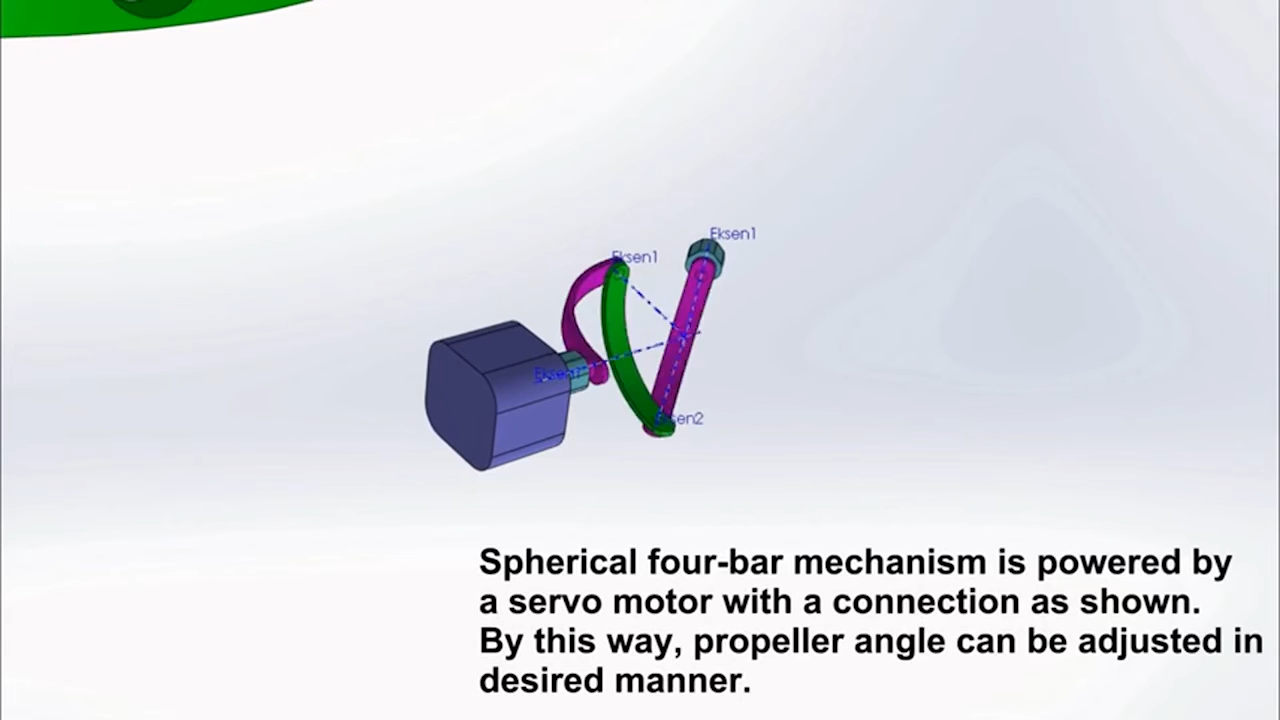 Eksen1
Eksen1
Eksen2
Spherical four-bar mechanism is powered by
a servo motor with a connection as shown.
By this way, propeller angle can be adjusted in
desired manner.